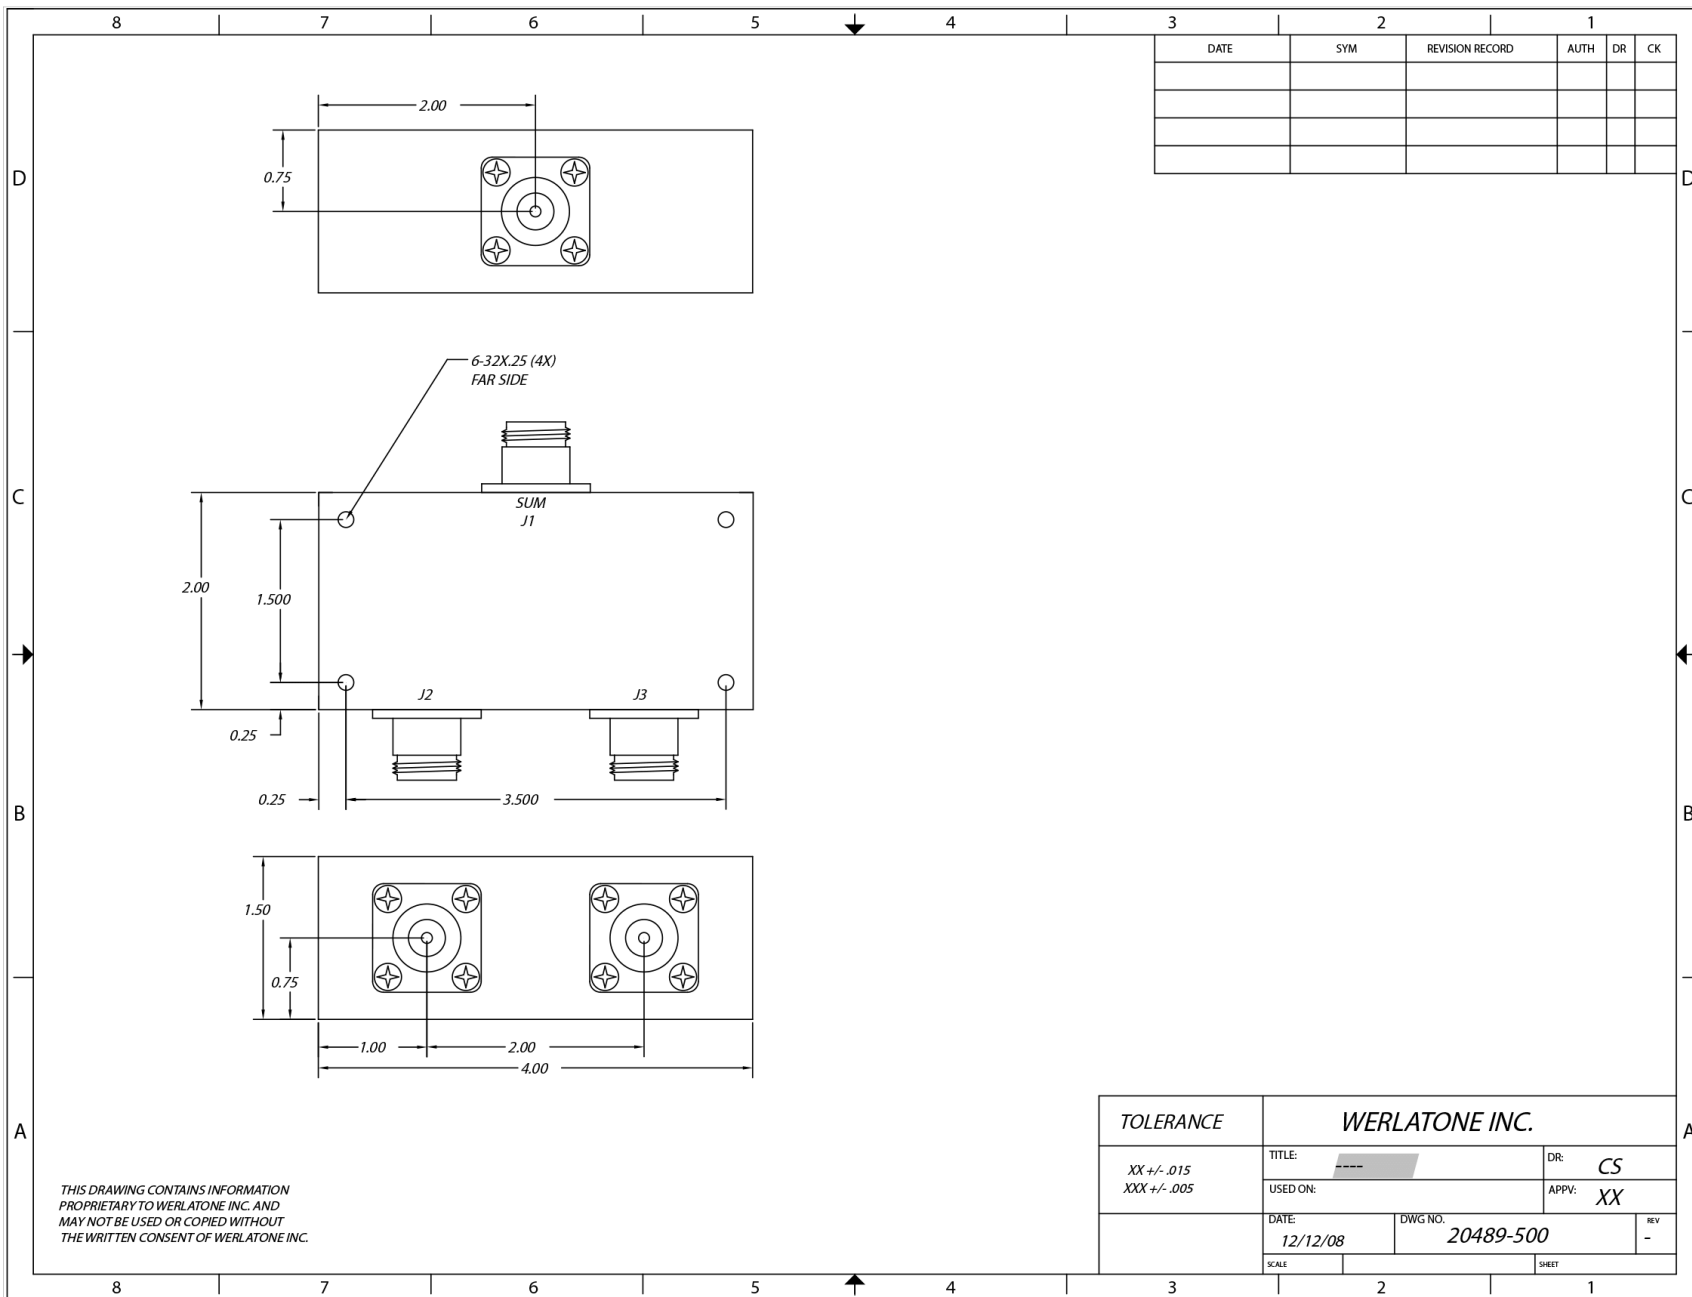 8 7 6 5 4 3 2 1
DATE SYM REVISION RECORD AUTH DR CK
2.00
D D
0.75
6-32X.25 (4X)
FAR SIDE
C C
SUM
J1
2.00
1.500
J2 J3
0.25
0.25 3.500
B B
1.50
0.75
1.00 2.00
4.00
A A
TOLERANCE WERLATONE INC.
XX +/- .015
XXX +/- .005
TITLE: ---- DR: CS
USED ON: APPV: XX
DATE: 12/12/08 DWG NO. 20489-500 REV -
SCALE SHEET
THIS DRAWING CONTAINS INFORMATION
PROPRIETARY TO WERLATONE INC. AND
MAY NOT BE USED OR COPIED WITHOUT
THE WRITTEN CONSENT OF WERLATONE INC.
8 7 6 5 4 3 2 1